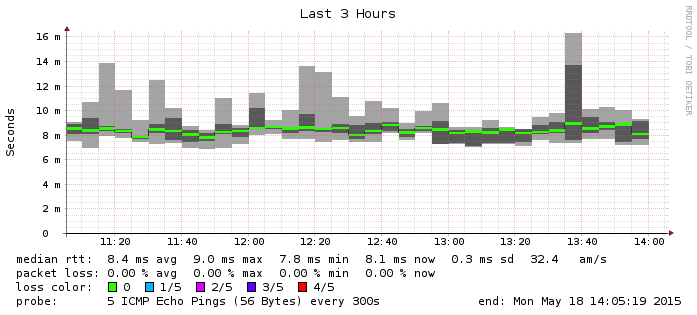 Last 3 Hours
RRDTOOL / TOBI OETIKER
Seconds
16 m
14 m
12 m
10 m
8 m
6 m
4 m
2 m
0
11:20 11:40 12:00 12:20 12:40 13:00 13:20 13:40 14:00
median rtt: 8.4 ms avg 9.0 ms max 7.8 ms min 8.1 ms now 0.3 ms sd 32.4 am/s
packet loss: 0.00 % avg 0.00 % max 0.00 % min 0.00 % now
loss color: 0 1/5 2/5 3/5 4/5
probe: 5 ICMP Echo Pings (56 Bytes) every 300s end: Mon May 18 14:05:19 2015